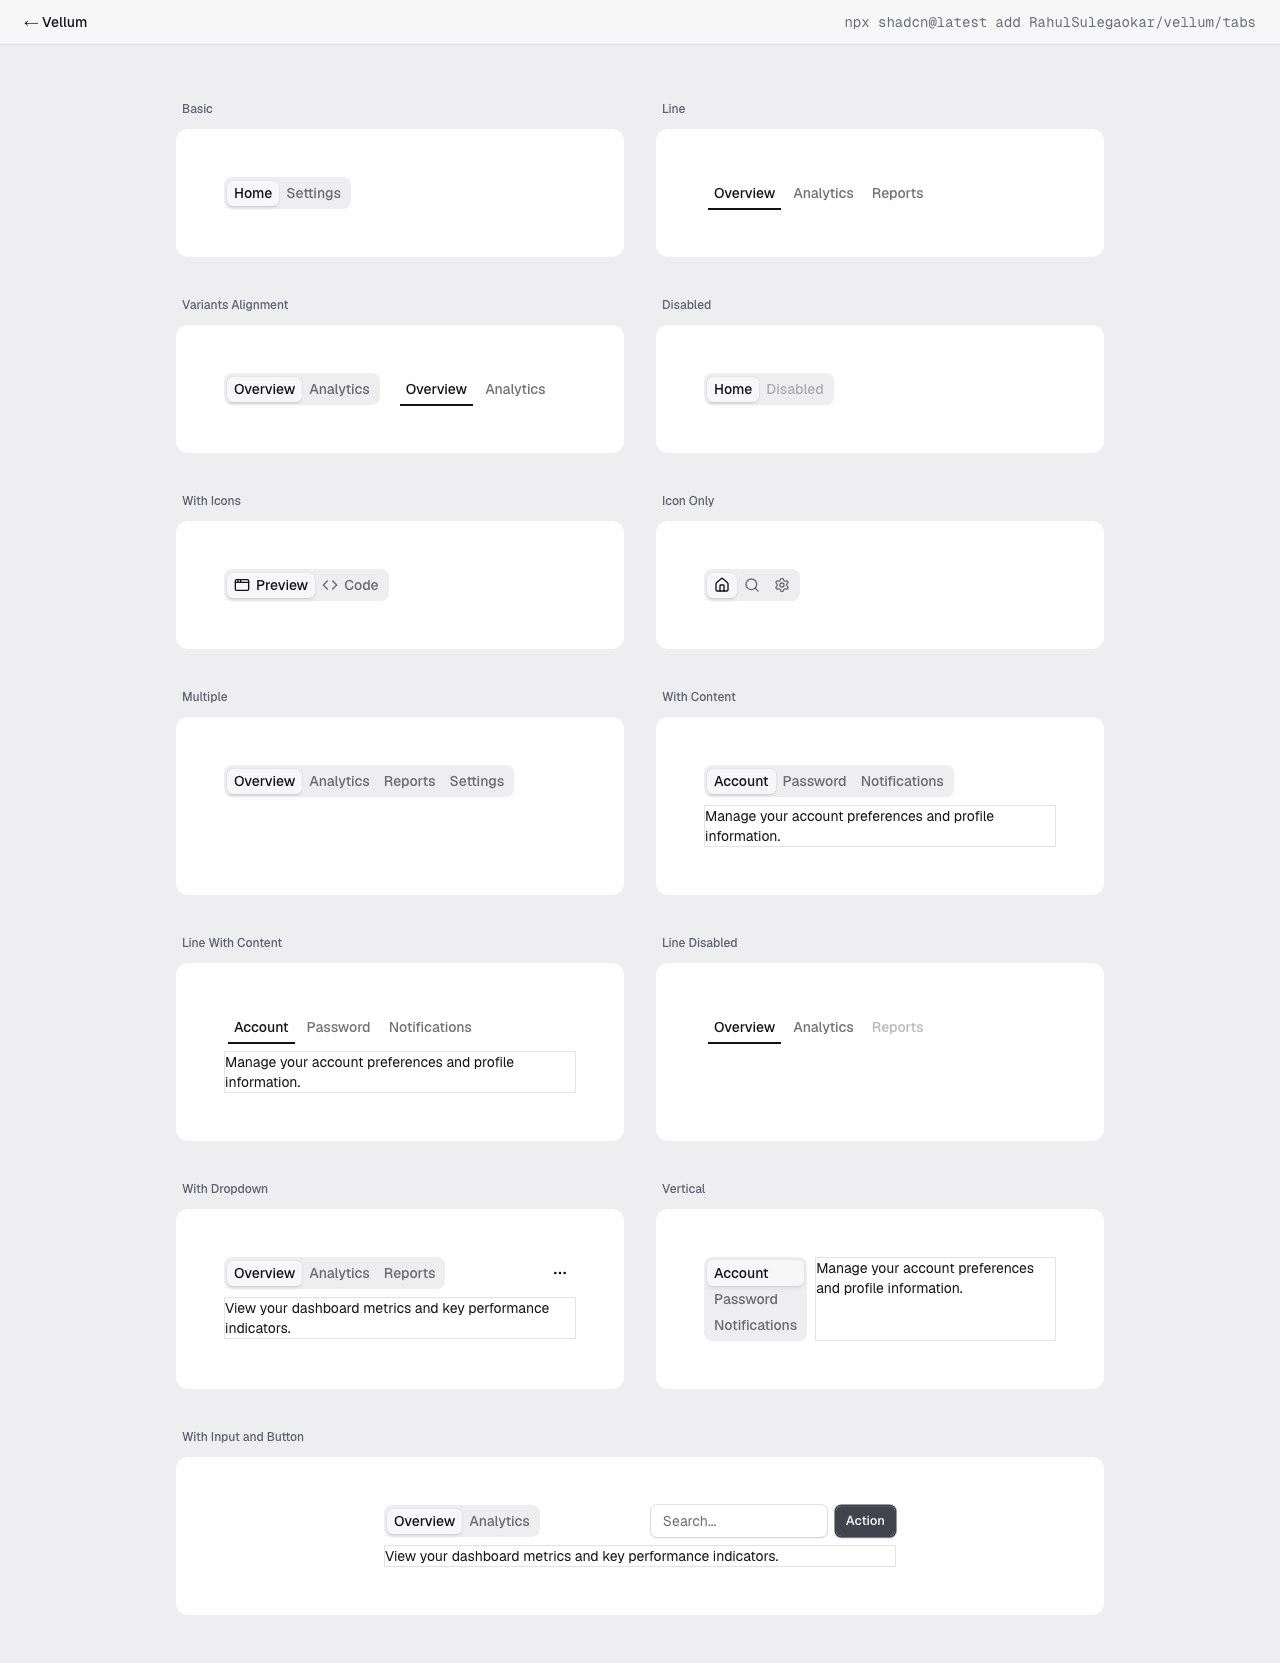 ← Vellum
npx shadcn@latest add RahulSulegaokar/vellum/tabs
Basic
Home Settings
Line
Overview Analytics Reports
Variants Alignment
Overview Analytics Overview Analytics
Disabled
Home Disabled
With Icons
Preview Code
Icon Only
Multiple
Overview Analytics Reports Settings
With Content
Account Password Notifications
Manage your account preferences and profile
information.
Line With Content
Account Password Notifications
Manage your account preferences and profile
information.
Line Disabled
Overview Analytics Reports
With Dropdown
Overview Analytics Reports
View your dashboard metrics and key performance
indicators.
Vertical
Account
Password
Notifications
Manage your account preferences
and profile information.
With Input and Button
Overview Analytics
Search...
Action
View your dashboard metrics and key performance indicators.